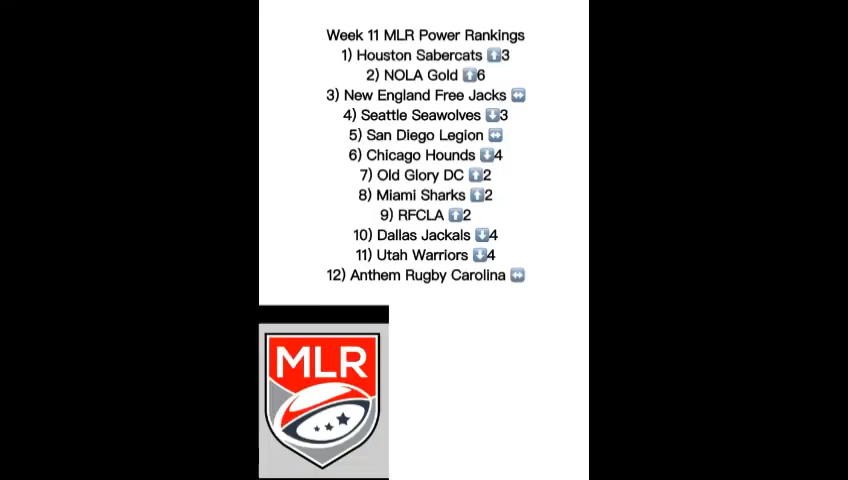 Week 11 MLR Power Rankings
1) Houston Sabercats ⬆️3
2) NOLA Gold ⬆️6
3) New England Free Jacks ↔️
4) Seattle Seawolves ⬇️3
5) San Diego Legion ↔️
6) Chicago Hounds ⬇️4
7) Old Glory DC ⬆️2
8) Miami Sharks ⬆️2
9) RFCLA ⬆️2
10) Dallas Jackals ⬇️4
11) Utah Warriors ⬇️4
12) Anthem Rugby Carolina ↔️
MLR